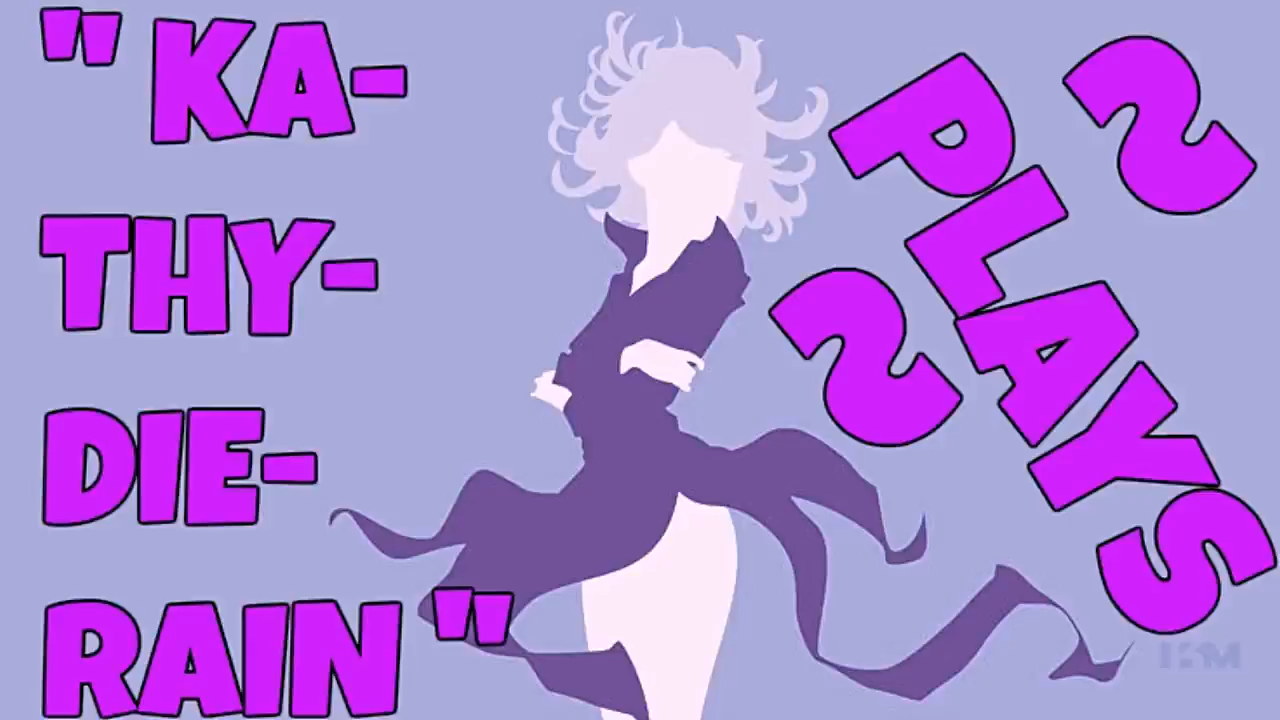 " KA-
THY-
DIE-
RAIN "
S PLAYS S